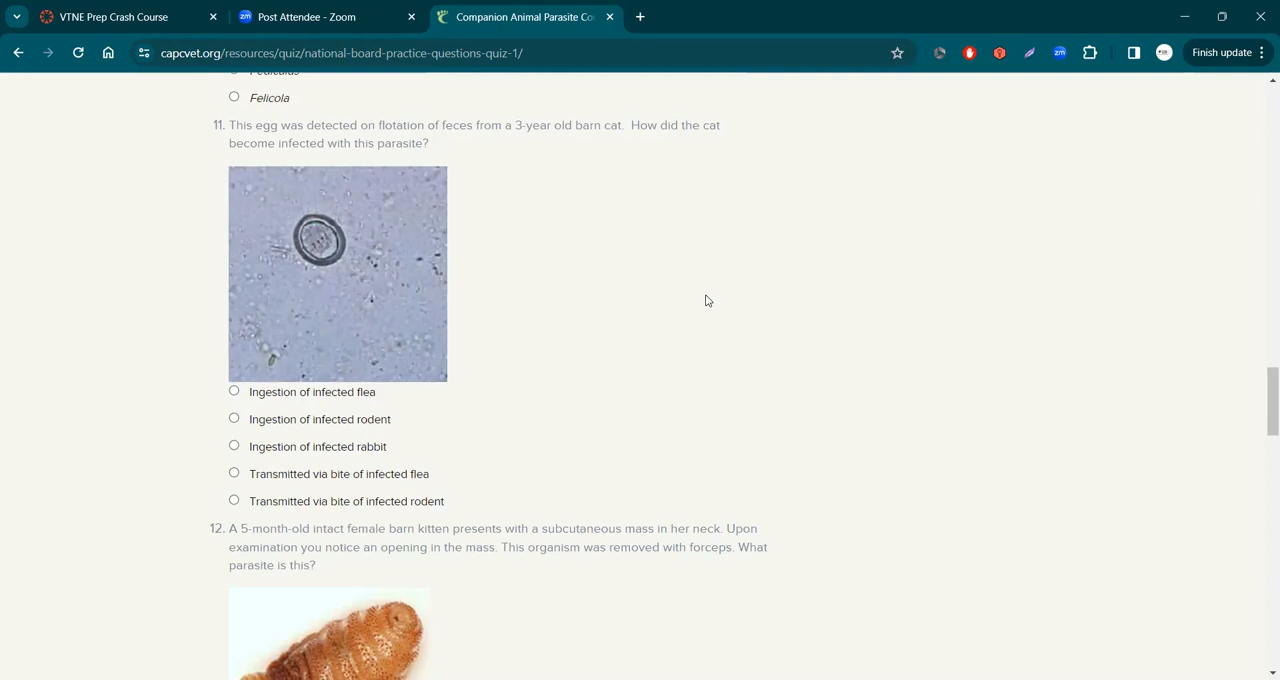 VTNE Prep Crash Course
Post Attendee - Zoom
Companion Animal Parasite Co
capcvet.org/resources/quiz/national-board-practice-questions-quiz-1/
zm
Finish update
Pediculus
Felicola
11. This egg was detected on flotation of feces from a 3-year old barn cat.  How did the cat
become infected with this parasite?
Ingestion of infected flea
Ingestion of infected rodent
Ingestion of infected rabbit
Transmitted via bite of infected flea
Transmitted via bite of infected rodent
12. A 5-month-old intact female barn kitten presents with a subcutaneous mass in her neck. Upon
examination you notice an opening in the mass. This organism was removed with forceps. What
parasite is this?